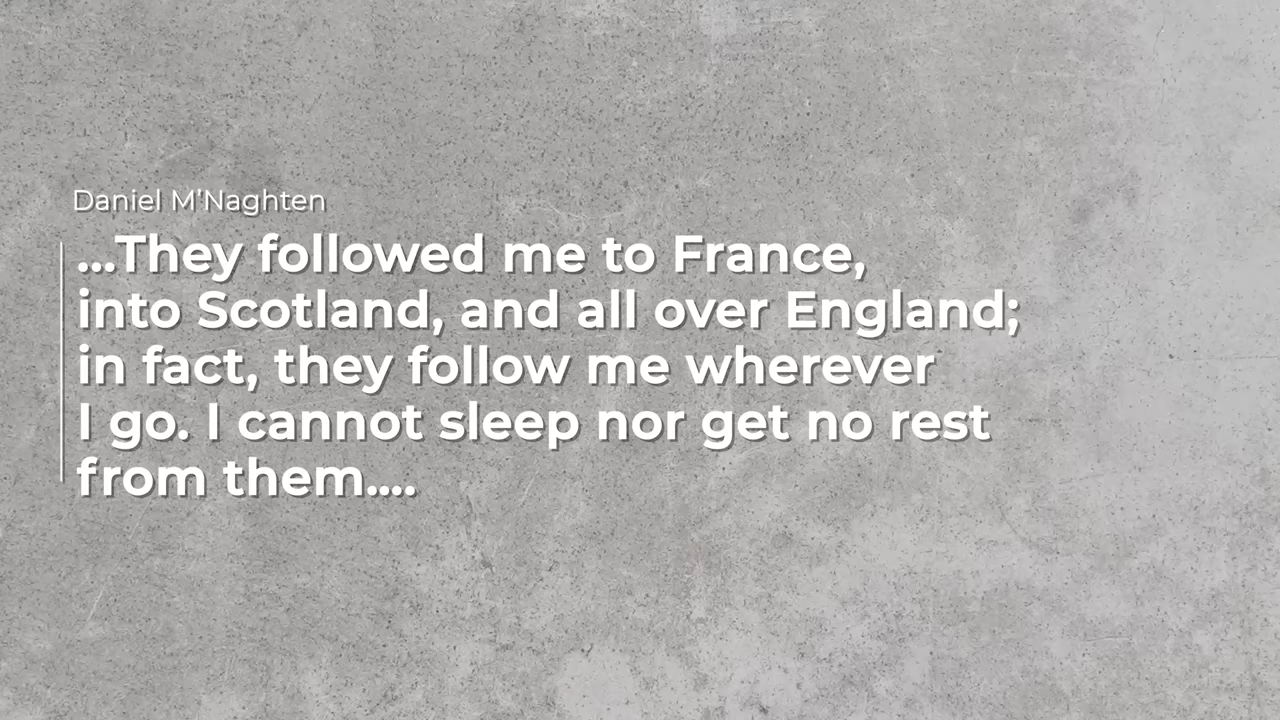 Daniel M'Naghten
...They followed me to France,
into Scotland, and all over England;
in fact, they follow me wherever
I go. I cannot sleep nor get no rest
from them....